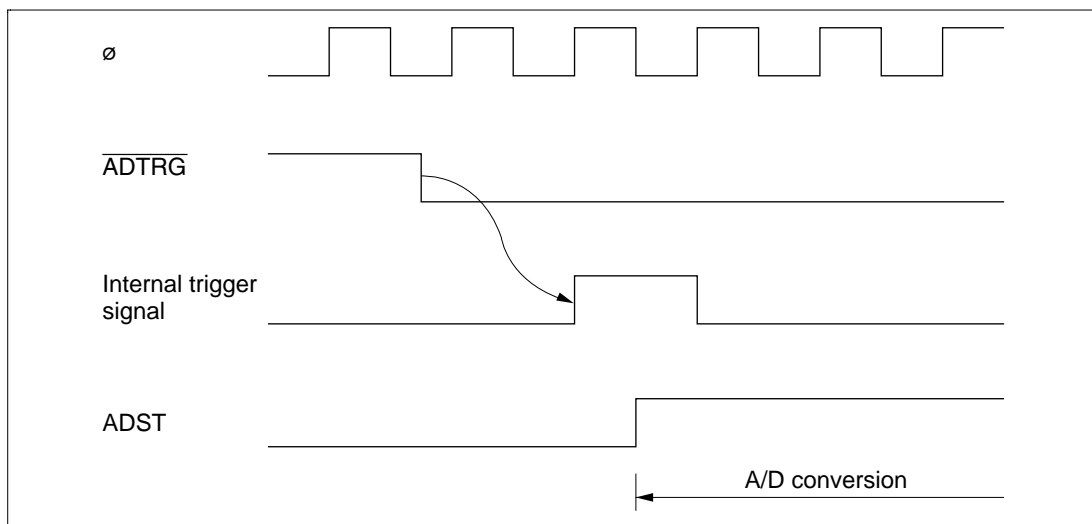 ø
ADTRG
Internal trigger
signal
ADST
A/D conversion